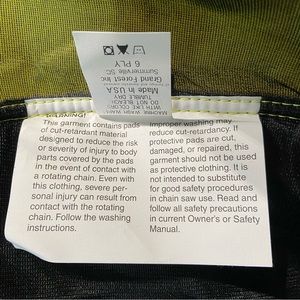 MACHINE WASH WARM
WITH LIKE COLORS
DO NOT BLEACH
TUMBLE DRY
Made in U.S.A
Grand Forest Inc
Summerville SC
6 PLY
WARNING!
This garment contains pads
of cut-retardant material
designed to reduce the risk
or severity of injury to body
parts covered by the pads
in the event of contact with
a rotating chain. Even with
this clothing, severe per-
sonal injury can result from
contact with the rotating
chain. Follow the washing
instructions.
Improper washing may
reduce cut-retardancy. If
protective pads are cut,
damaged, or repaired, this
garment should not be used
as protective clothing. It is
not intended to substitute
for good safety procedures
in chain saw use. Read and
follow all safety precautions
in current Owner's or Safety
Manual.